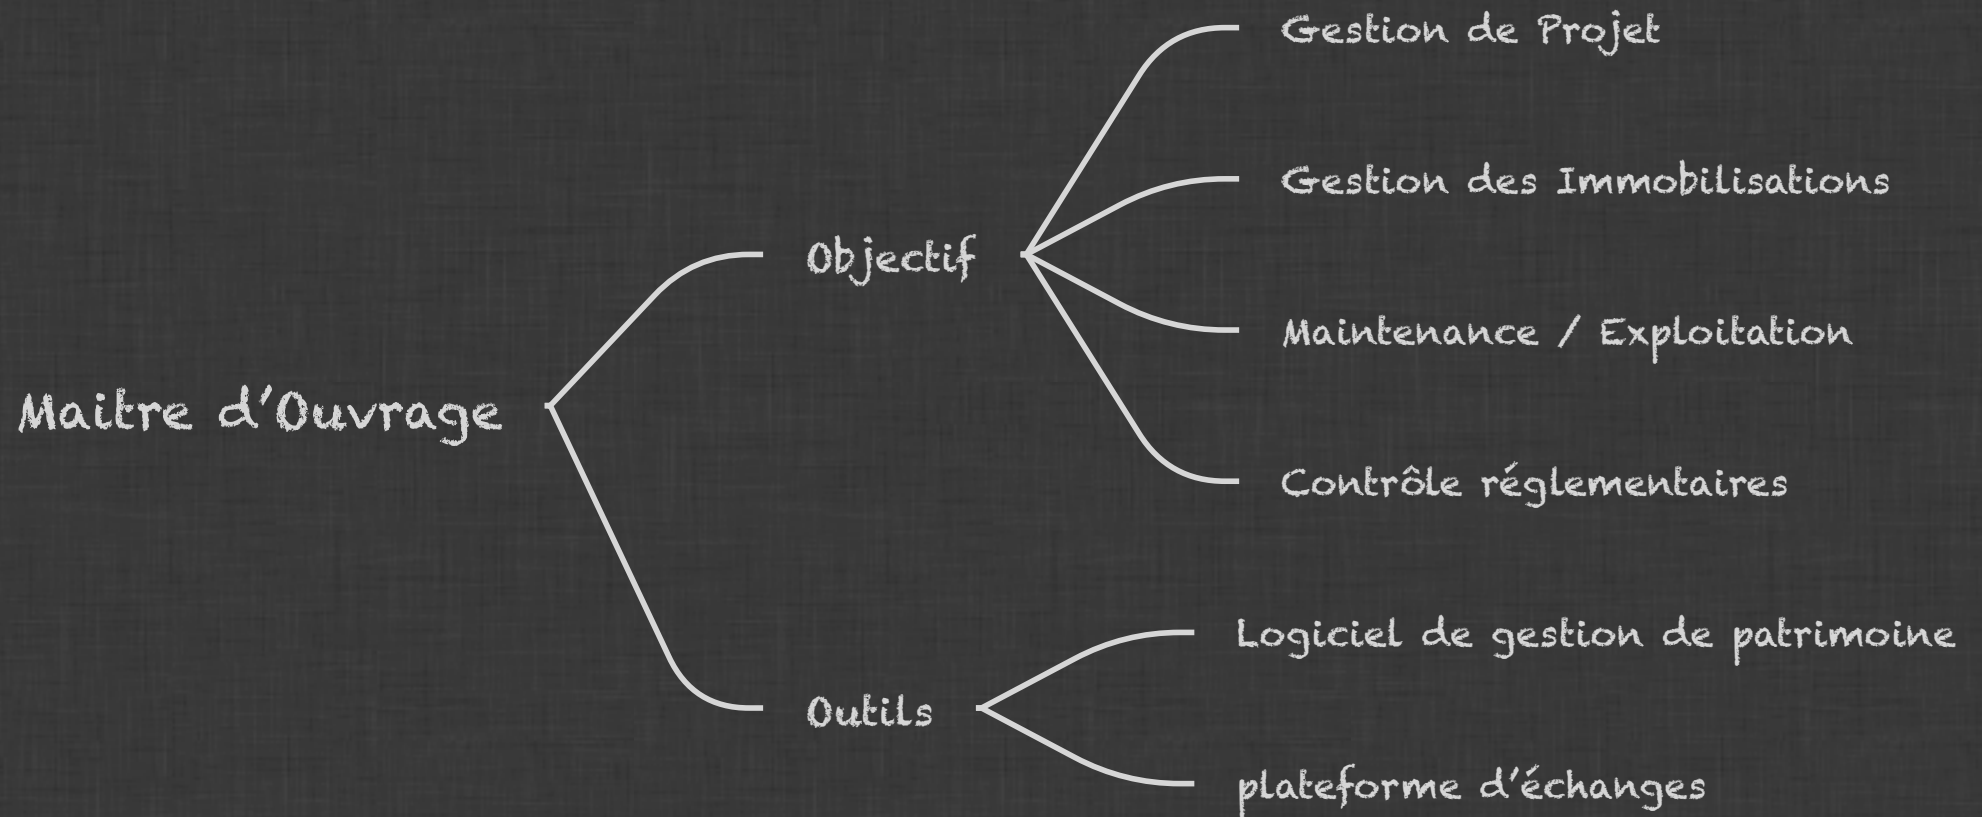 Maitre d'Ouvrage
Objectif
Gestion de Projet
Gestion des Immobilisations
Maintenance / Exploitation
Contrôle réglementaires
Outils
Logiciel de gestion de patrimoine
plateforme d'échanges